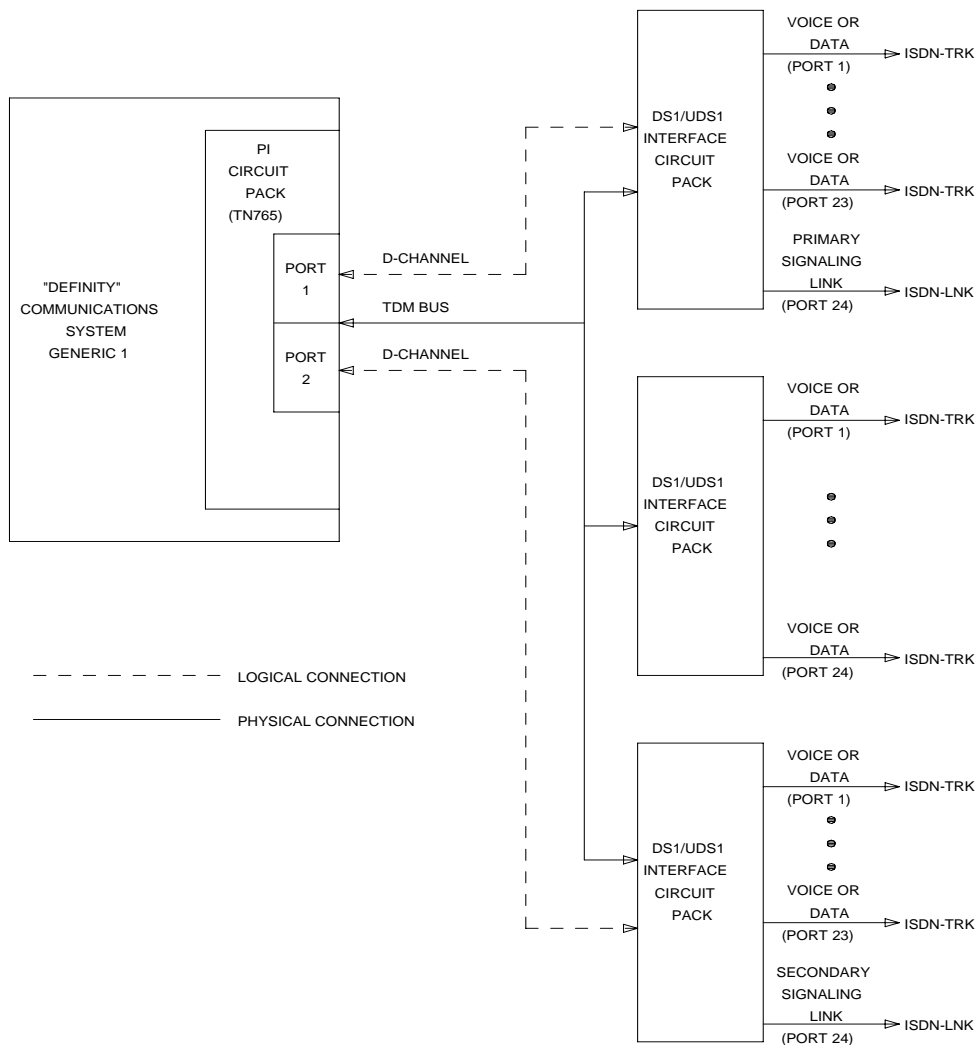 "DEFINITY"
COMMUNICATIONS
SYSTEM
GENERIC 1
PI
CIRCUIT
PACK
(TN765)
PORT
1
PORT
2
D-CHANNEL
TDM BUS
D-CHANNEL
DS1/UDS1
INTERFACE
CIRCUIT
PACK
VOICE OR
DATA
(PORT 1)
ISDN-TRK
VOICE OR
DATA
(PORT 23)
ISDN-TRK
PRIMARY
SIGNALING
LINK
(PORT 24)
ISDN-LNK
DS1/UDS1
INTERFACE
CIRCUIT
PACK
VOICE OR
DATA
(PORT 1)
ISDN-TRK
VOICE OR
DATA
(PORT 24)
ISDN-TRK
DS1/UDS1
INTERFACE
CIRCUIT
PACK
VOICE OR
DATA
(PORT 1)
ISDN-TRK
VOICE OR
DATA
(PORT 23)
ISDN-TRK
SECONDARY
SIGNALING
LINK
(PORT 24)
ISDN-LNK
LOGICAL CONNECTION
PHYSICAL CONNECTION